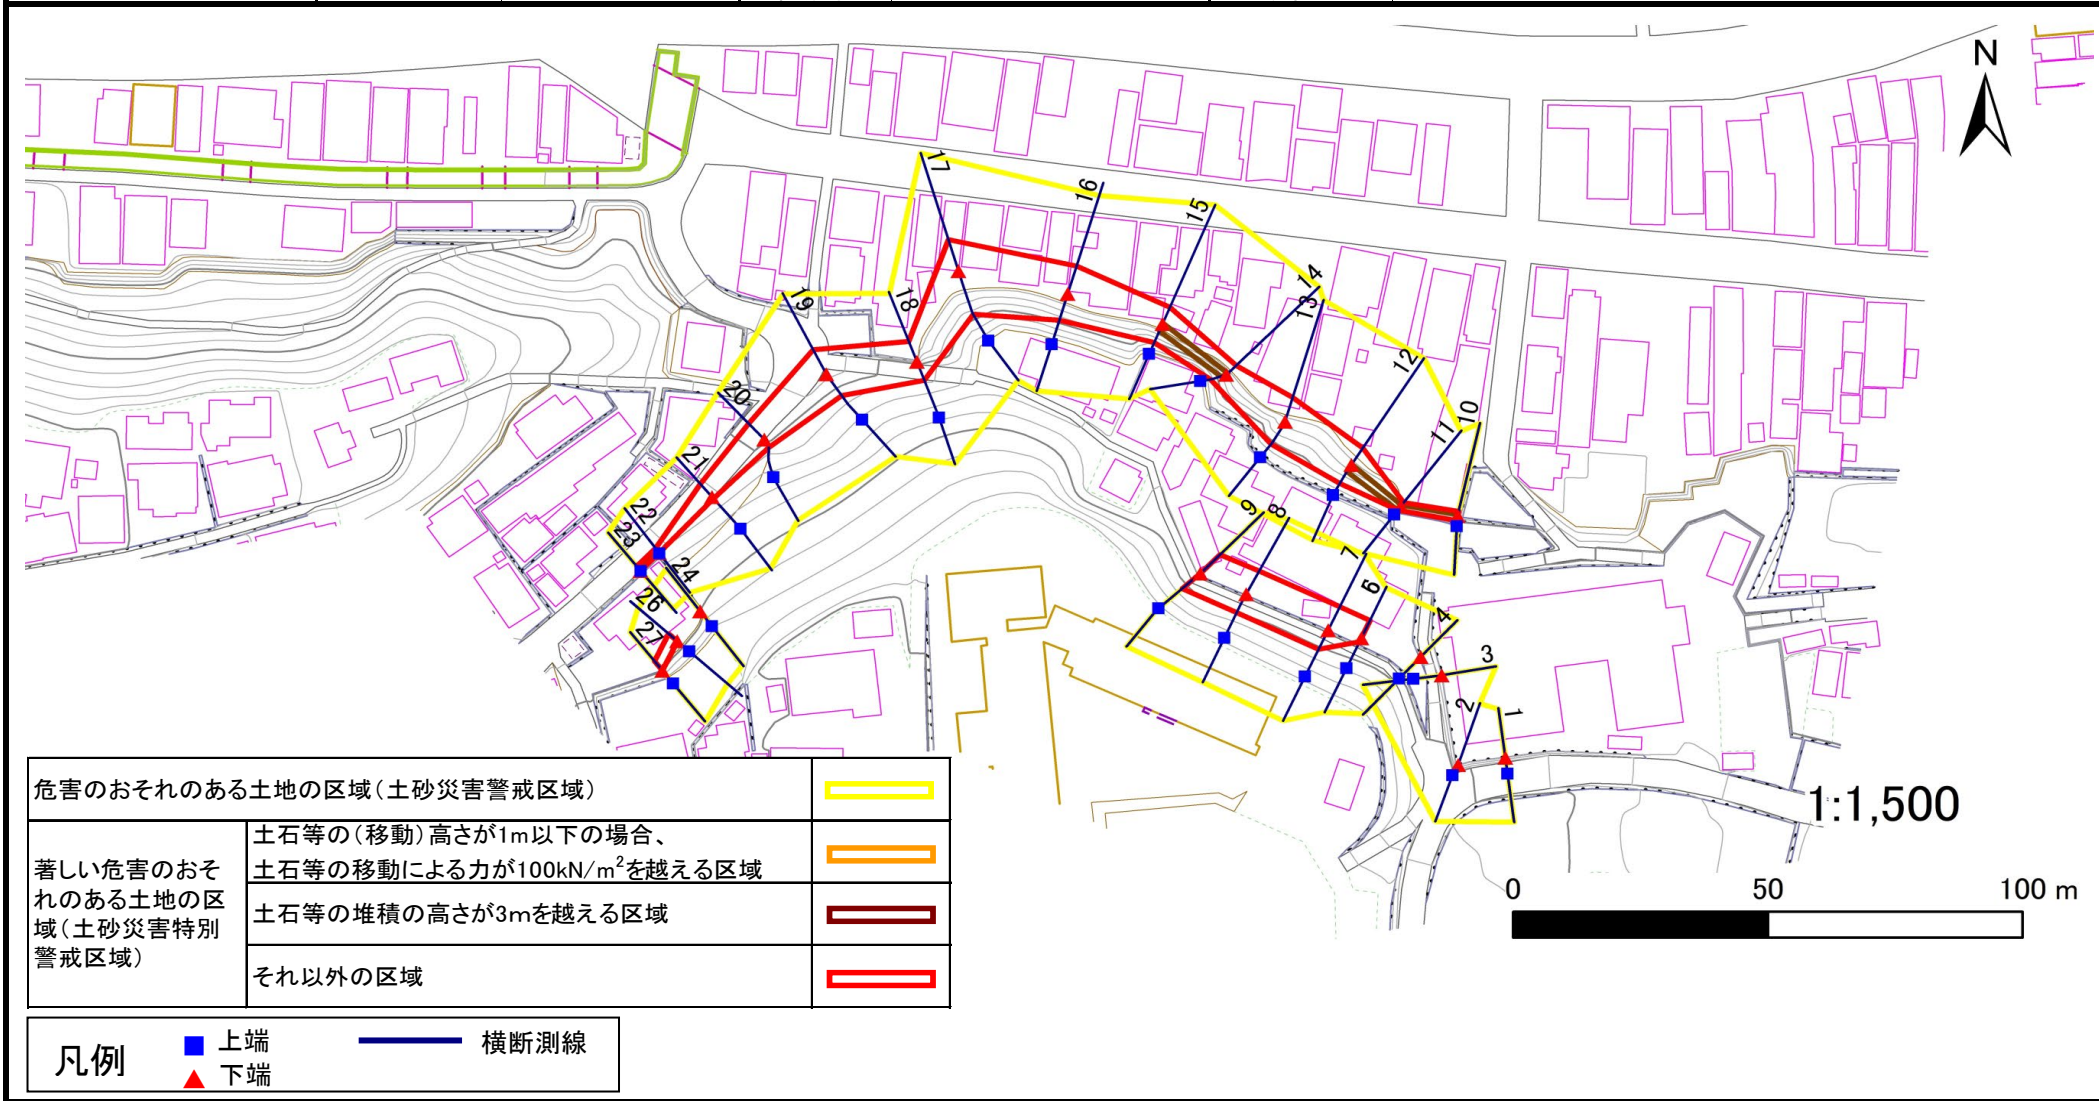 N
17
16
15
14
13
12
11
10
18
19
20
21
22
23
24
26
27
9
8
7
6
4
3
2
1
1:1,500
0 50 100 m
危害のおそれのある土地の区域(土砂災害警戒区域)
著しい危害のおそ
れのある土地の区
域(土砂災害特別
警戒区域)
土石等の(移動)高さが1m以下の場合、
土石等の移動による力が100kN/m²を越える区域
土石等の堆積の高さが3mを越える区域
それ以外の区域
凡例
上端
下端
横断測線